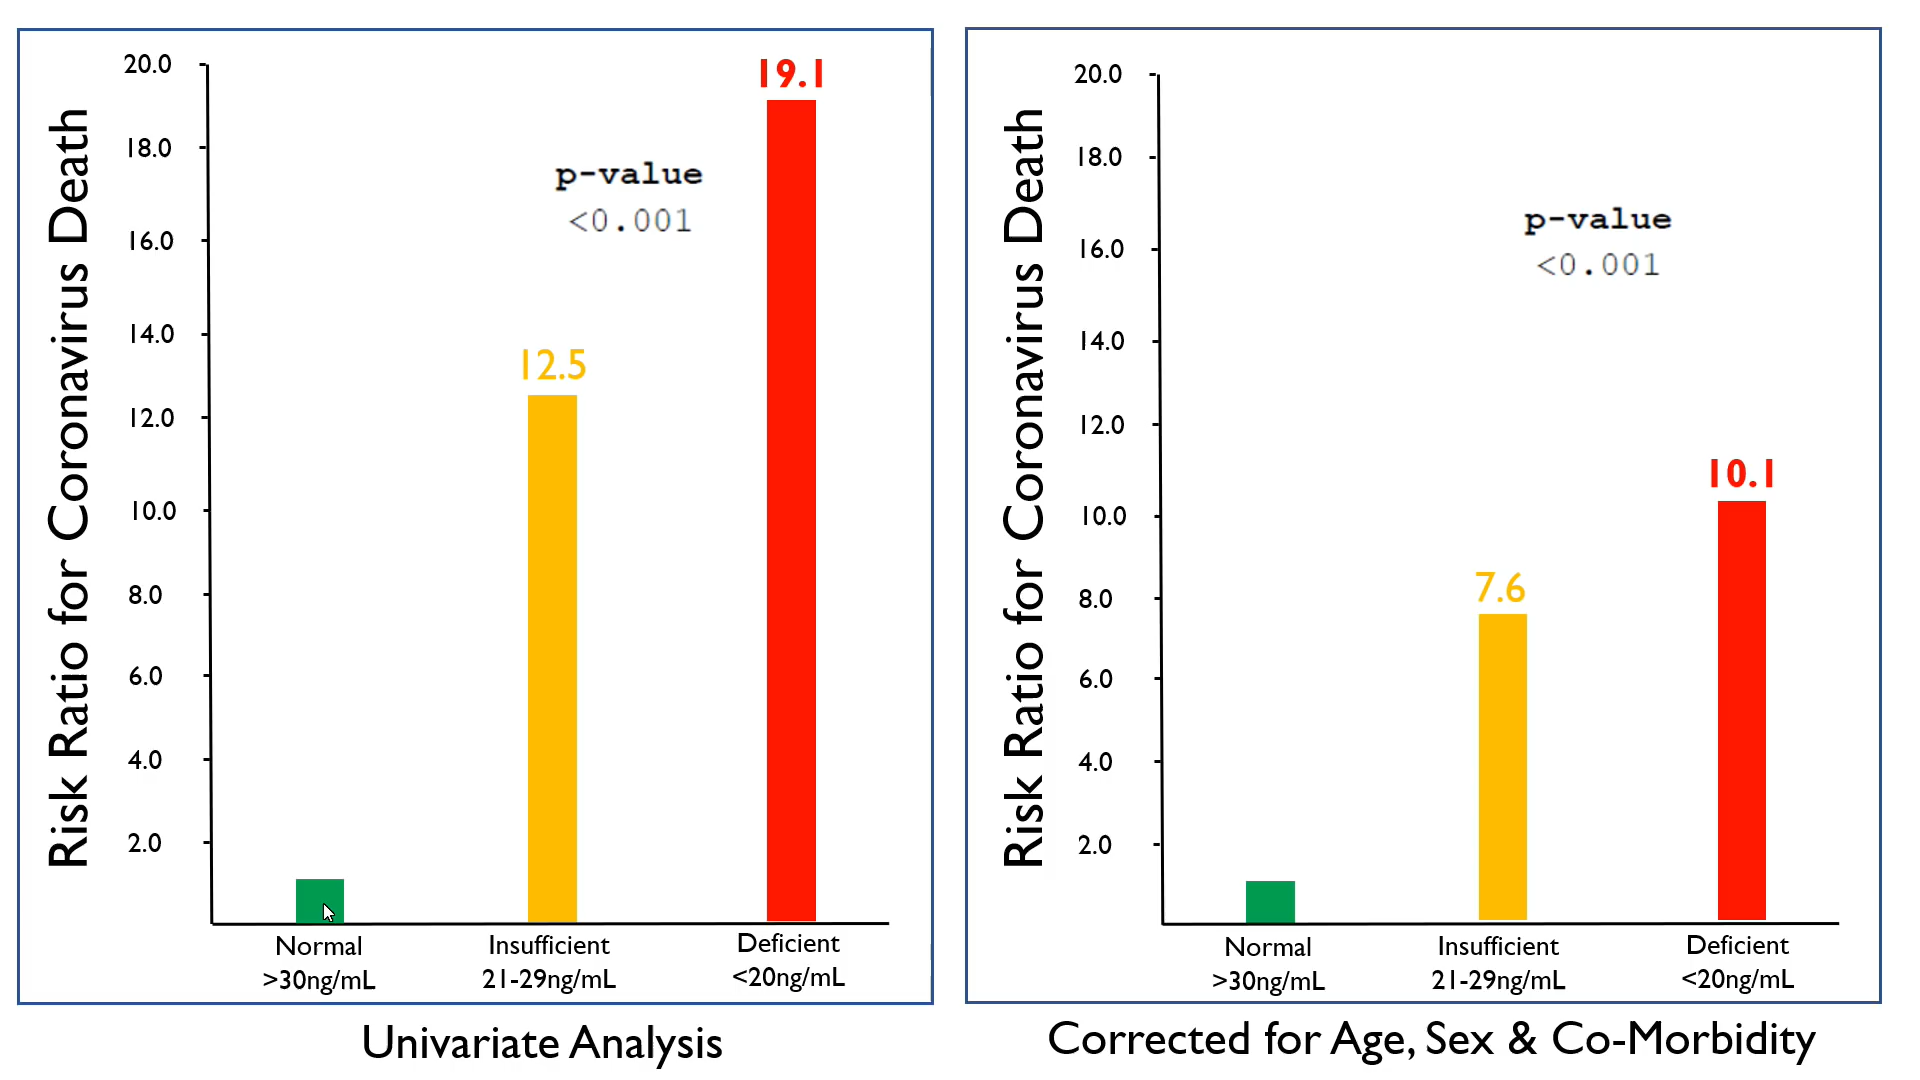 Risk Ratio for Coronavirus Death
20.0
18.0
16.0
14.0
12.0
10.0
8.0
6.0
4.0
2.0
p-value
<0.001
12.5
19.1
Normal
>30ng/mL
Insufficient
21-29ng/mL
Deficient
<20ng/mL
Univariate Analysis
Risk Ratio for Coronavirus Death
20.0
18.0
16.0
14.0
12.0
10.0
8.0
6.0
4.0
2.0
p-value
<0.001
7.6
10.1
Normal
>30ng/mL
Insufficient
21-29ng/mL
Deficient
<20ng/mL
Corrected for Age, Sex & Co-Morbidity